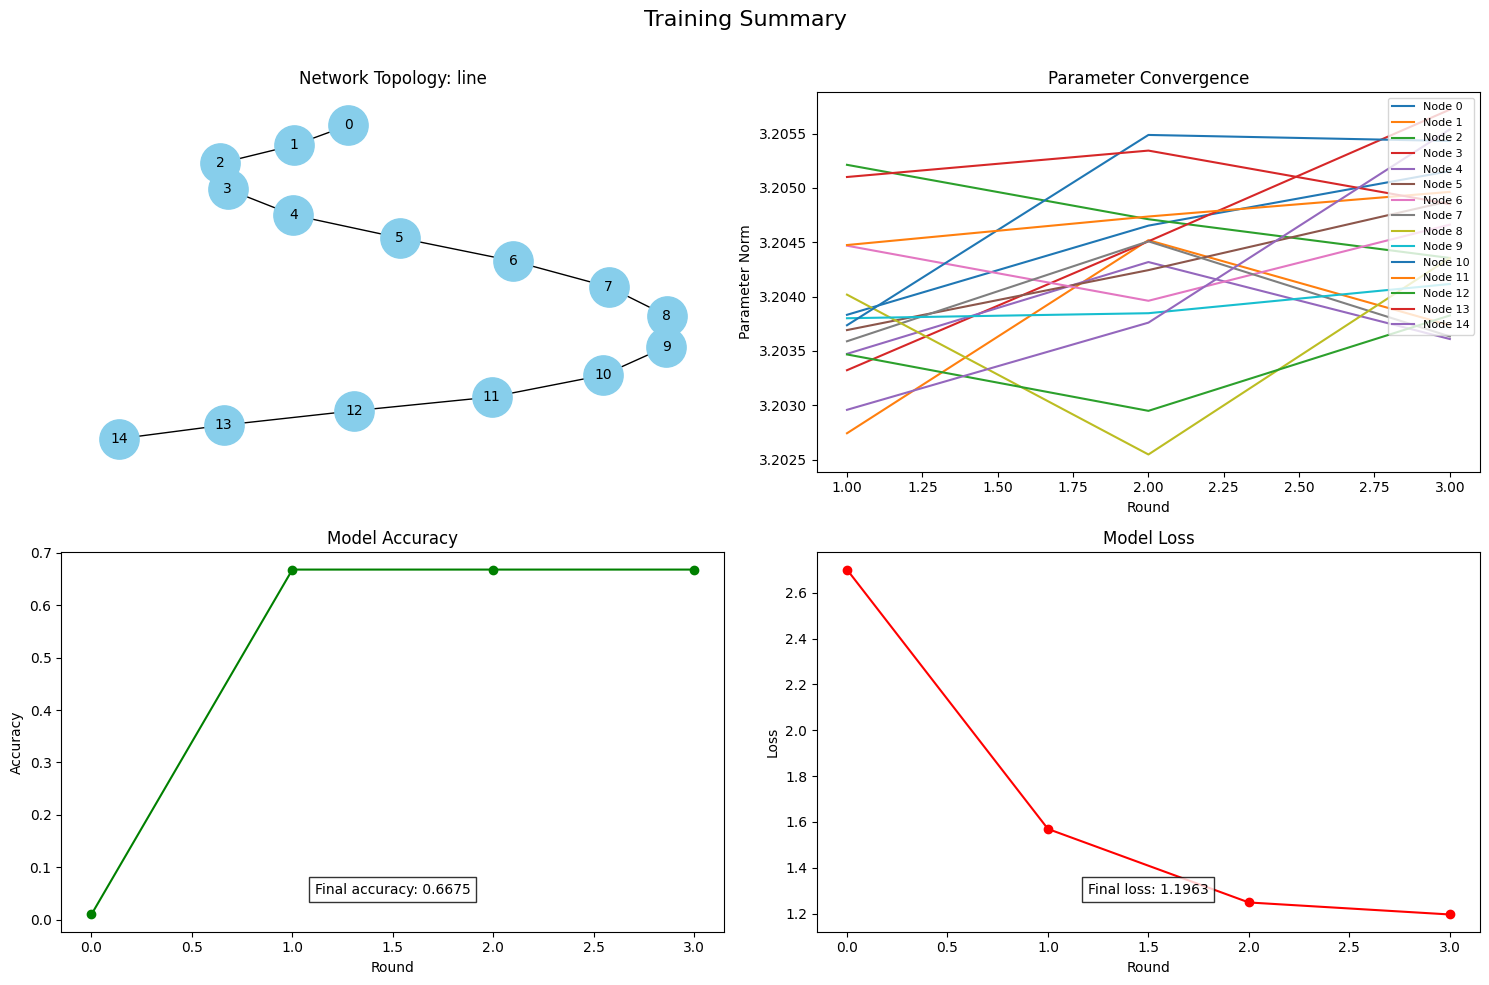 Training Summary
Network Topology: line
0
1
2
3
4
5
6
7
8
9
10
11
12
13
14
Parameter Convergence
Parameter Norm
3.2055
3.2050
3.2045
3.2040
3.2035
3.2030
3.2025
1.00 1.25 1.50 1.75 2.00 2.25 2.50 2.75 3.00
Round
Node 0
Node 1
Node 2
Node 3
Node 4
Node 5
Node 6
Node 7
Node 8
Node 9
Node 10
Node 11
Node 12
Node 13
Node 14
Model Accuracy
Accuracy
0.7
0.6
0.5
0.4
0.3
0.2
0.1
0.0
Final accuracy: 0.6675
0.0 0.5 1.0 1.5 2.0 2.5 3.0
Round
Model Loss
Loss
2.6
2.4
2.2
2.0
1.8
1.6
1.4
1.2
Final loss: 1.1963
0.0 0.5 1.0 1.5 2.0 2.5 3.0
Round